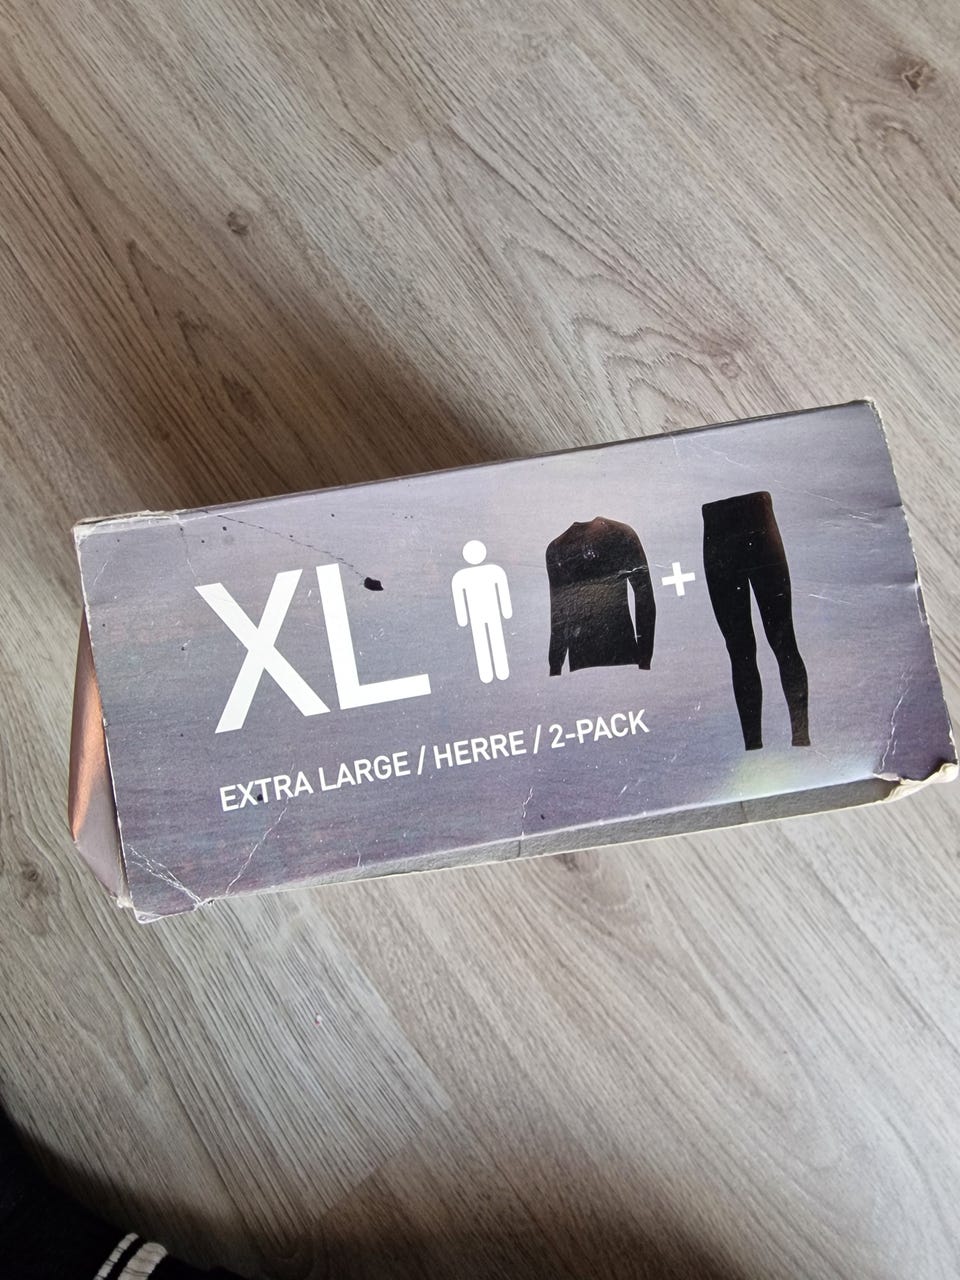 XL +
EXTRA LARGE / HERRE / 2-PACK